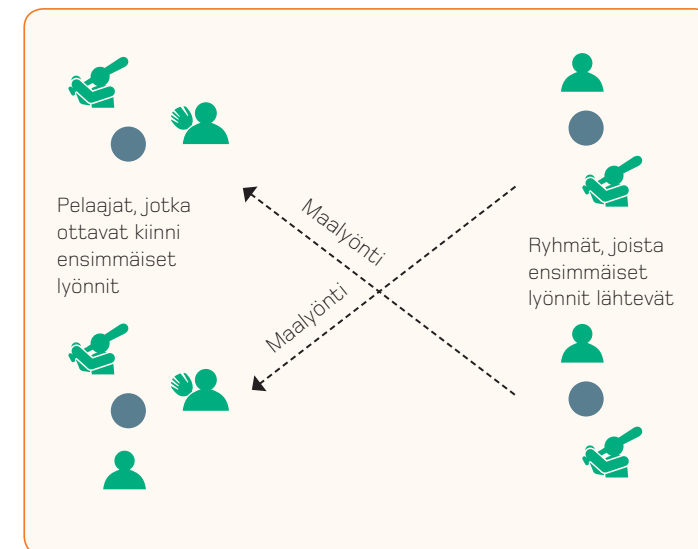 Pelaajat, jotka
ottavat kiinni
ensimmäiset
lyönnit
Maalyönti
Maalyönti
Ryhmät, joista
ensimmäiset
lyönnit lähtevät